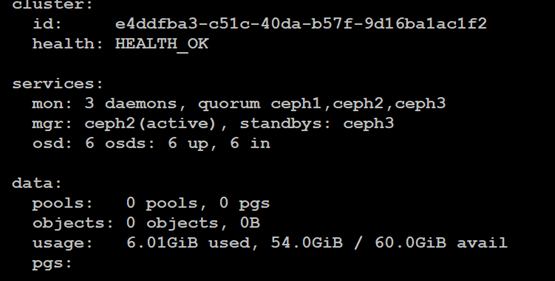 cluster:
  id:     e4ddfba3-c51c-40da-b57f-9d16ba1ac1f2
  health: HEALTH_OK

services:
  mon: 3 daemons, quorum ceph1,ceph2,ceph3
  mgr: ceph2(active), standbys: ceph3
  osd: 6 osds: 6 up, 6 in

data:
  pools:   0 pools, 0 pgs
  objects: 0 objects, 0B
  usage:   6.01GiB used, 54.0GiB / 60.0GiB avail
  pgs: